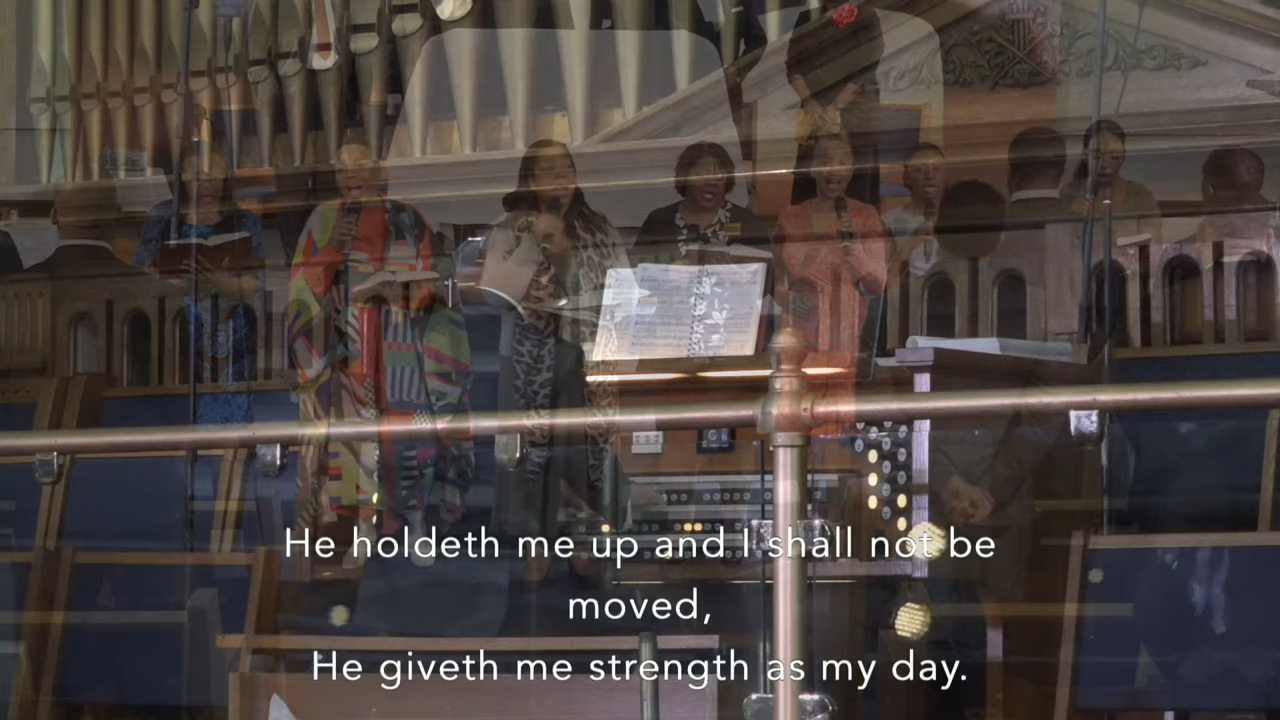 He holdeth me up and I shall not be
moved,
He giveth me strength as my day.